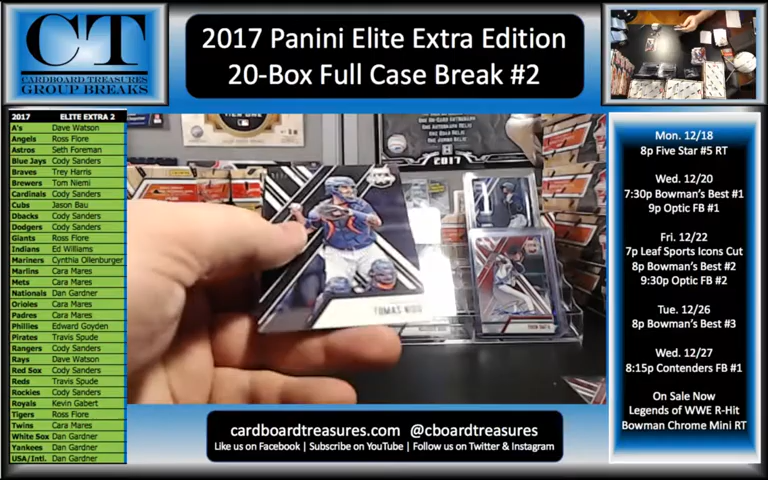 CT
CARDBOARD TREASURES
GROUP BREAKS
2017 Panini Elite Extra Edition
20-Box Full Case Break #2
2017 ELITE EXTRA 2
A's Dave Watson
Angels Ross Flore
Astros Seth Foreman
Blue Jays Cody Sanders
Braves Trey Harris
Brewers Tom Niemi
Cardinals Cody Sanders
Cubs Jason Bau
Dbacks Cody Sanders
Dodgers Cody Sanders
Giants Ross Flore
Indians Ed Williams
Mariners Cynthia Ollenburger
Marlins Cara Mares
Mets Cara Mares
Nationals Dan Gardner
Orioles Cara Mares
Padres Cara Mares
Phillies Edward Goyden
Pirates Travis Spude
Rangers Cody Sanders
Rays Dave Watson
Red Sox Cody Sanders
Reds Travis Spude
Rockies Cody Sanders
Royals Kevin Gabert
Tigers Ross Flore
Twins Cara Mares
White Sox Dan Gardner
Yankees Dan Gardner
USA/Intl. Dan Gardner
2017
TOMAS
Mon. 12/18
8p Five Star #5 RT
Wed. 12/20
7:30p Bowman's Best #1
9p Optic FB #1
Fri. 12/22
7p Leaf Sports Icons Cut
8p Bowman's Best #2
9:30p Optic FB #2
Tue. 12/26
8p Bowman's Best #3
Wed. 12/27
8:15p Contenders FB #1
On Sale Now
Legends of WWE R-Hit
Bowman Chrome Mini RT
cardboardtreasures.com @cboardtreasures
Like us on Facebook | Subscribe on YouTube | Follow us on Twitter & Instagram